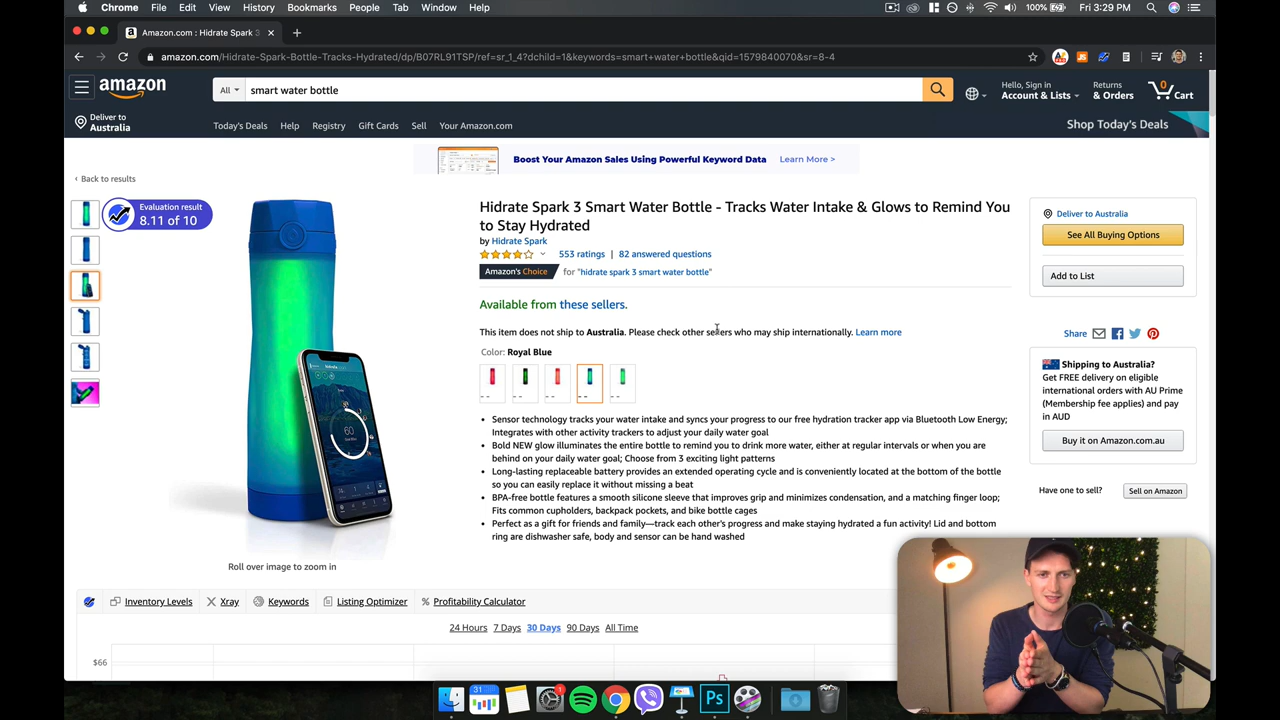 Chrome File Edit View History Bookmarks People Tab Window Help 100% Fri 3:29 PM
Amazon.com : Hidrate Spark 3
amazon.com/Hidrate-Spark-Bottle-Tracks-Hydrated/dp/B07RL91TSP/ref=sr_1_4?dchild=1&keywords=smart+water+bottle&qid=1579840070&sr=8-4
amazon
All smart water bottle
Hello, Sign in
Account & Lists
Returns
& Orders
0
Cart
Deliver to
Australia
Today's Deals Help Registry Gift Cards Sell Your Amazon.com
Shop Today's Deals
Boost Your Amazon Sales Using Powerful Keyword Data Learn More >
‹ Back to results
Evaluation result
8.11 of 10
Hidrate Spark 3 Smart Water Bottle - Tracks Water Intake & Glows to Remind You
to Stay Hydrated
by Hidrate Spark
553 ratings | 82 answered questions
Amazon's Choice for "hidrate spark 3 smart water bottle"
Available from these sellers.
This item does not ship to Australia. Please check other sellers who may ship internationally. Learn more
Color: Royal Blue
• Sensor technology tracks your water intake and syncs your progress to our free hydration tracker app via Bluetooth Low Energy;
Integrates with other activity trackers to adjust your daily water goal
• Bold NEW glow illuminates the entire bottle to remind you to drink more water, either at regular intervals or when you are
behind on your daily water goal; Choose from 3 exciting light patterns
• Long-lasting replaceable battery provides an extended operating cycle and is conveniently located at the bottom of the bottle
so you can easily replace it without missing a beat
• BPA-free bottle features a smooth silicone sleeve that improves grip and minimizes condensation, and a matching finger loop;
Fits common cupholders, backpack pockets, and bike bottle cages
• Perfect as a gift for friends and family—track each other's progress and make staying hydrated a fun activity! Lid and bottom
ring are dishwasher safe, body and sensor can be hand washed
Deliver to Australia
See All Buying Options
Add to List
Share
Shipping to Australia?
Get FREE delivery on eligible
international orders with AU Prime
(Membership fee applies) and pay
in AUD
Buy it on Amazon.com.au
Have one to sell? Sell on Amazon
60
Roll over image to zoom in
Inventory Levels Xray Keywords Listing Optimizer % Profitability Calculator
24 Hours 7 Days 30 Days 90 Days All Time
$66
31
Ps